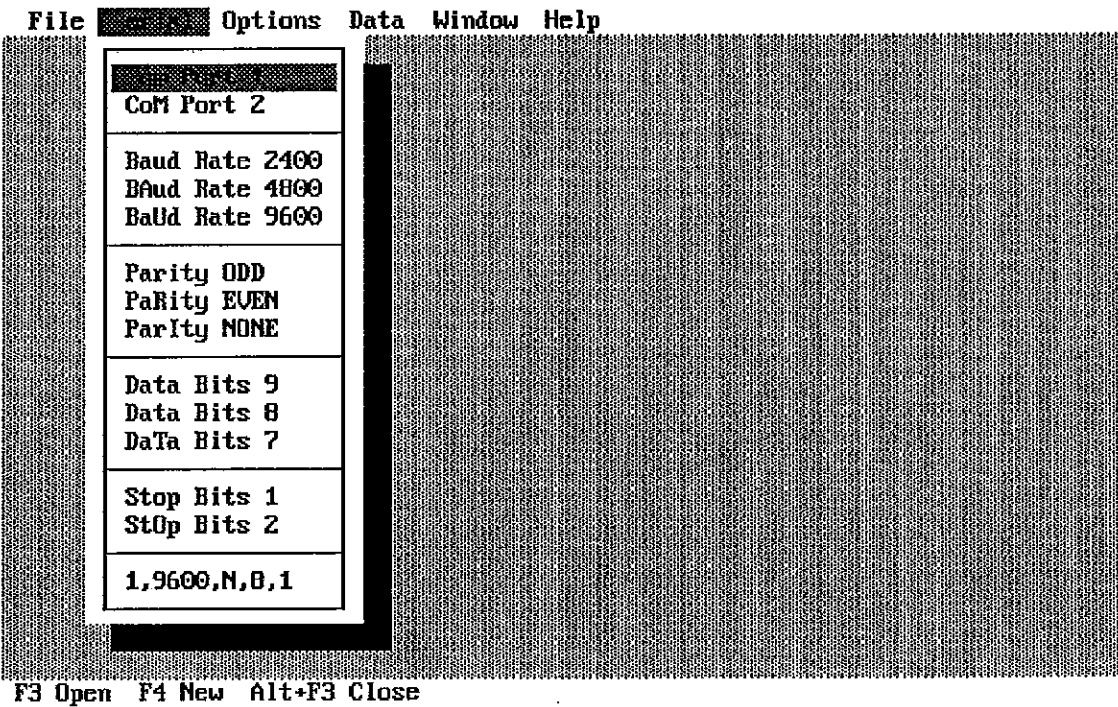 File Options Data Window Help
Port 1
CoM Port 2
Baud Rate 2400
BAud Rate 4800
BaUd Rate 9600
Parity ODD
PaRity EVEN
ParIty NONE
Data Bits 9
Data Bits 8
DaTa Bits 7
Stop Bits 1
StOp Bits 2
1,9600,N,8,1
F3 Open F4 New Alt+F3 Close